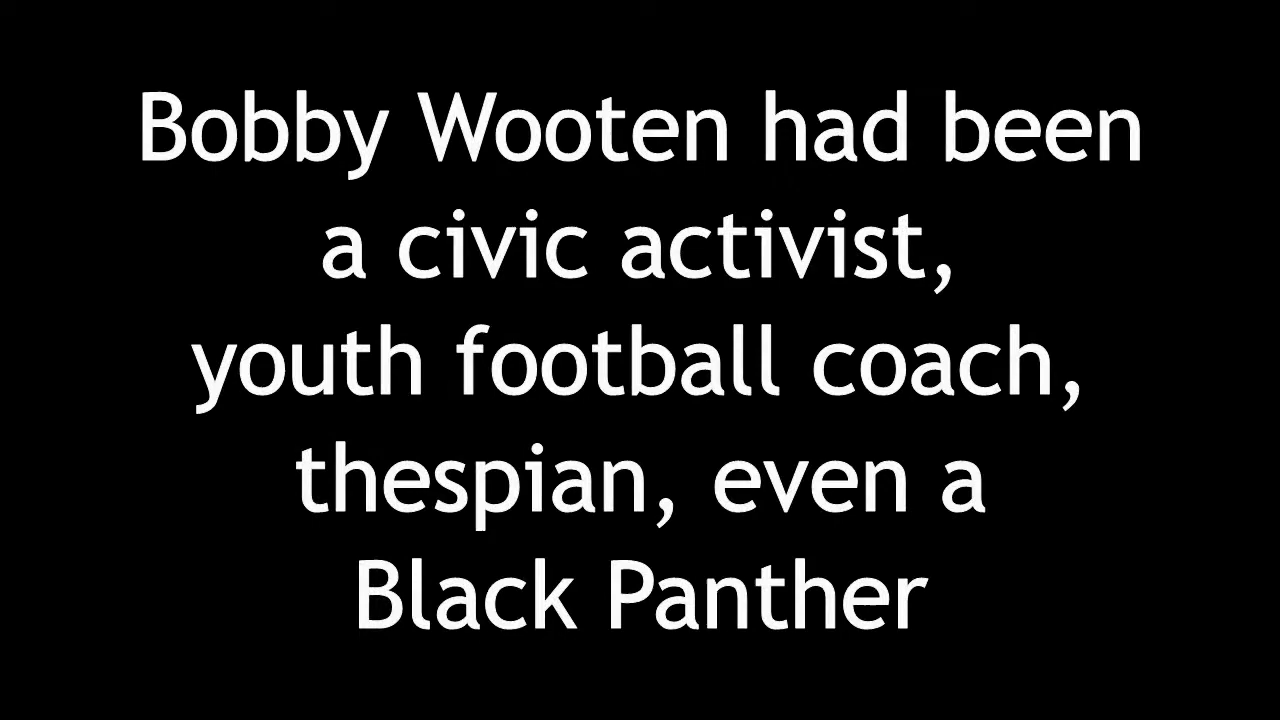 Bobby Wooten had been
a civic activist,
youth football coach,
thespian, even a
Black Panther